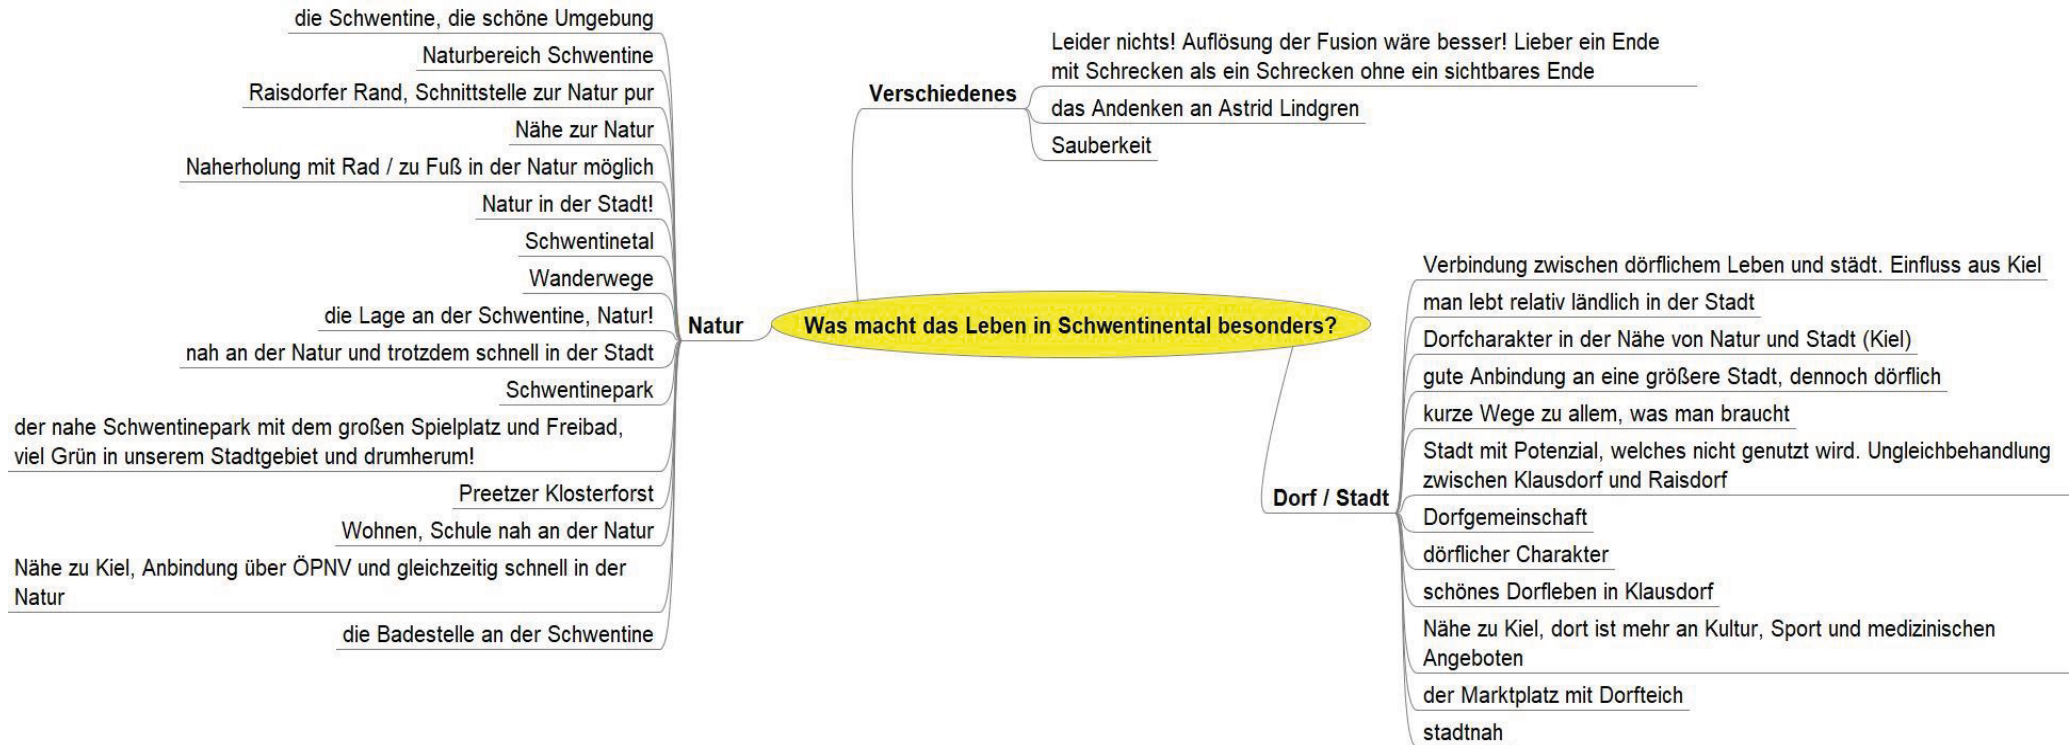 die Schwentine, die schöne Umgebung
Naturbereich Schwentine
Raisdorfer Rand, Schnittstelle zur Natur pur
Nähe zur Natur
Naherholung mit Rad / zu Fuß in der Natur möglich
Natur in der Stadt!
Schwentinetal
Wanderwege
die Lage an der Schwentine, Natur!
nah an der Natur und trotzdem schnell in der Stadt
Schwentinepark
der nahe Schwentinepark mit dem großen Spielplatz und Freibad,
viel Grün in unserem Stadtgebiet und drumherum!
Preetzer Klosterforst
Wohnen, Schule nah an der Natur
Nähe zu Kiel, Anbindung über ÖPNV und gleichzeitig schnell in der
Natur
die Badestelle an der Schwentine
Natur
Was macht das Leben in Schwentinental besonders?
Verschiedenes
Leider nichts! Auflösung der Fusion wäre besser! Lieber ein Ende
mit Schrecken als ein Schrecken ohne ein sichtbares Ende
das Andenken an Astrid Lindgren
Sauberkeit
Dorf / Stadt
Verbindung zwischen dörflichem Leben und städt. Einfluss aus Kiel
man lebt relativ ländlich in der Stadt
Dorfcharakter in der Nähe von Natur und Stadt (Kiel)
gute Anbindung an eine größere Stadt, dennoch dörflich
kurze Wege zu allem, was man braucht
Stadt mit Potenzial, welches nicht genutzt wird. Ungleichbehandlung
zwischen Klausdorf und Raisdorf
Dorfgemeinschaft
dörflicher Charakter
schönes Dorfleben in Klausdorf
Nähe zu Kiel, dort ist mehr an Kultur, Sport und medizinischen
Angeboten
der Marktplatz mit Dorfteich
stadtnah